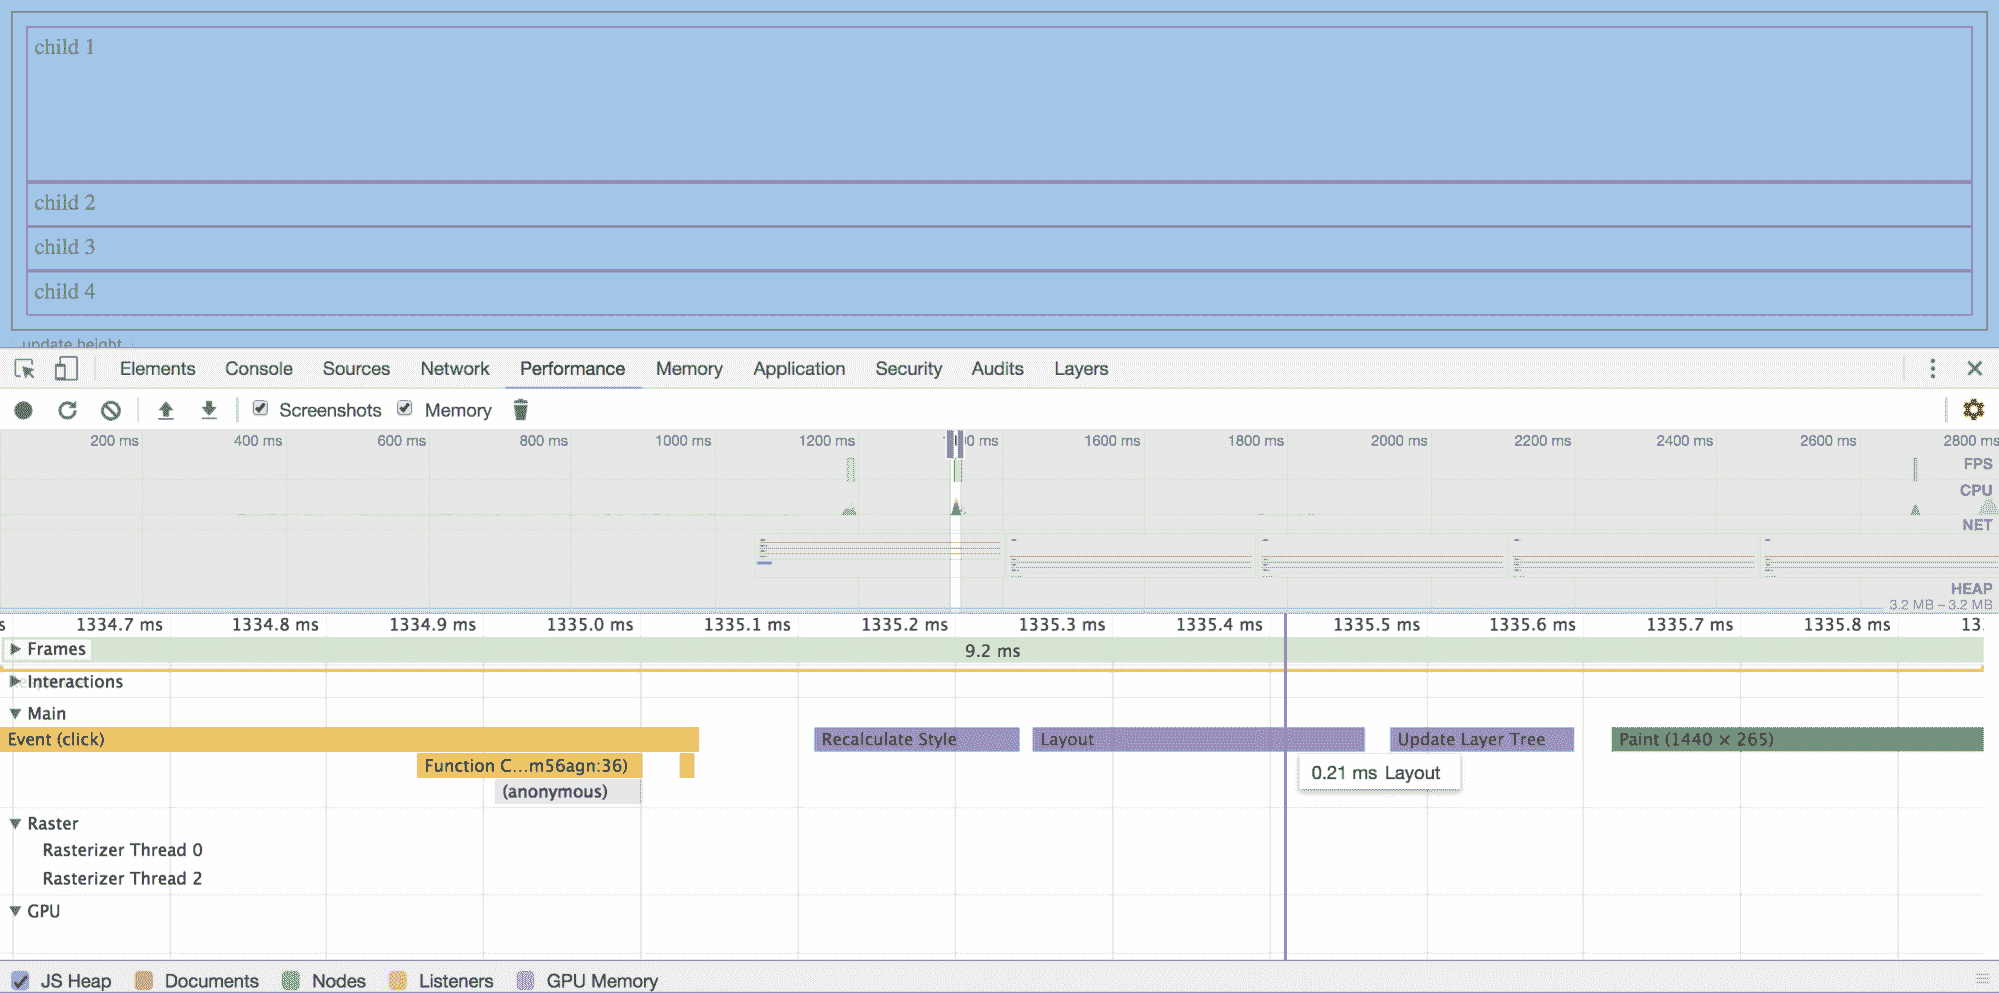 child 1
child 2
child 3
child 4
update height
Elements Console Sources Network Performance Memory Application Security Audits Layers
Screenshots Memory
200 ms 400 ms 600 ms 800 ms 1000 ms 1200 ms 00 ms 1600 ms 1800 ms 2000 ms 2200 ms 2400 ms 2600 ms 2800 ms
FPS
CPU
NET
HEAP
3.2 MB – 3.2 MB
s 1334.7 ms 1334.8 ms 1334.9 ms 1335.0 ms 1335.1 ms 1335.2 ms 1335.3 ms 1335.4 ms 1335.5 ms 1335.6 ms 1335.7 ms 1335.8 ms 13
Frames 9.2 ms
Interactions
Main
Event (click) Recalculate Style Layout Update Layer Tree Paint (1440 × 265)
Function C...m56agn:36)
0.21 ms Layout
(anonymous)
Raster
Rasterizer Thread 0
Rasterizer Thread 2
GPU
JS Heap Documents Nodes Listeners GPU Memory